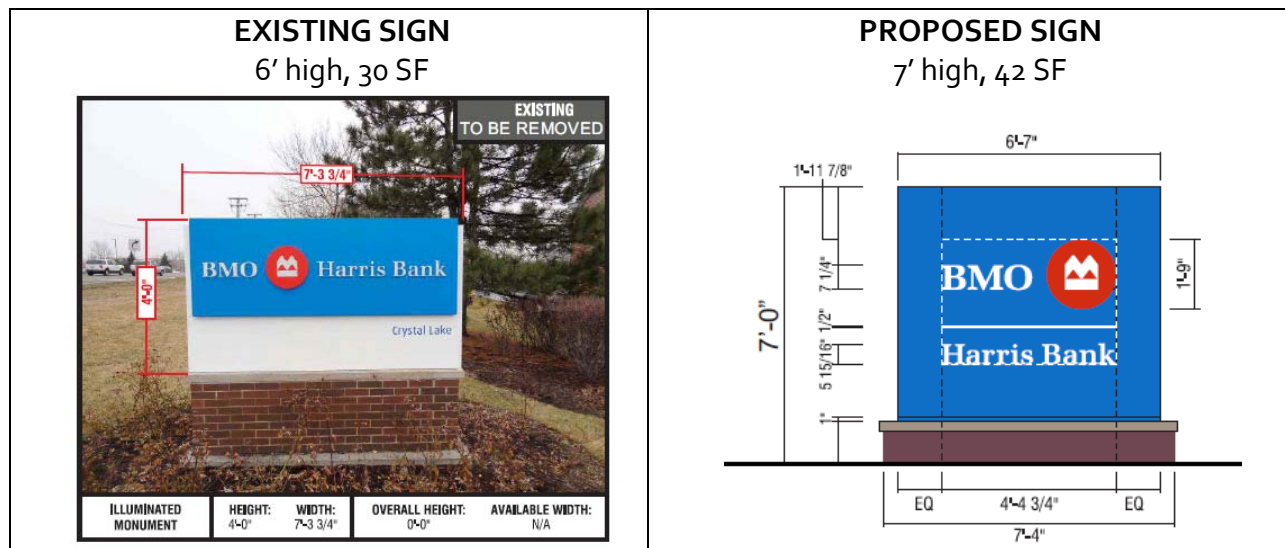 EXISTING SIGN
6' high, 30 SF
EXISTING
TO BE REMOVED
7'-3 3/4"
4'-0"
BMO Harris Bank
Crystal Lake
ILLUMINATED
MONUMENT
HEIGHT:
4'-0"
WIDTH:
7'-3 3/4"
OVERALL HEIGHT:
0'-0"
AVAILABLE WIDTH:
N/A
PROPOSED SIGN
7' high, 42 SF
6'-7"
1'-11 7/8"
7'-0"
7 1/4"
1/2"
5 15/16"
1"
BMO
Harris Bank
1'-9"
EQ
4'-4 3/4"
EQ
7'-4"